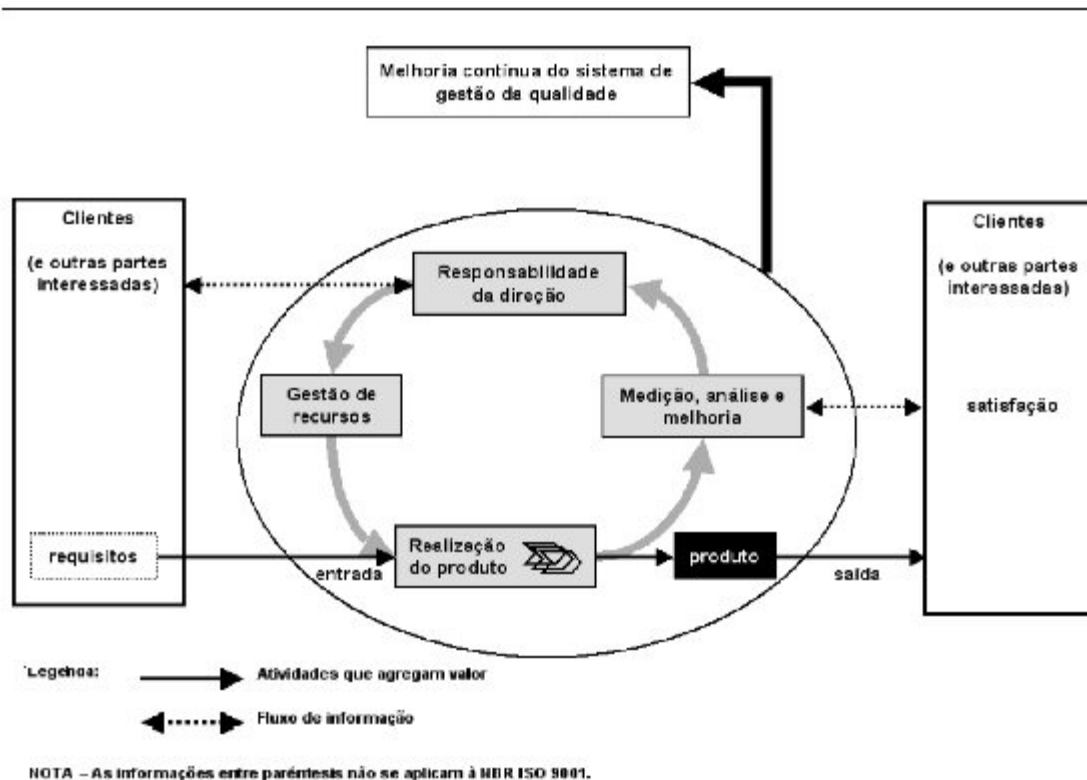 Melhoria contínua do sistema de
gestão da qualidade
Clientes
(e outras partes
interessadas)
Responsabilidade
da direção
Clientes
(e outras partes
interessadas)
Gestão de
recursos
Medição, análise e
melhoria
satisfação
requisitos
entrada
Realização
do produto
produto
saída
Legenda:
Atividades que agregam valor
Fluxo de informação
NOTA – As informações entre parêntesis não se aplicam à NBR ISO 9001.